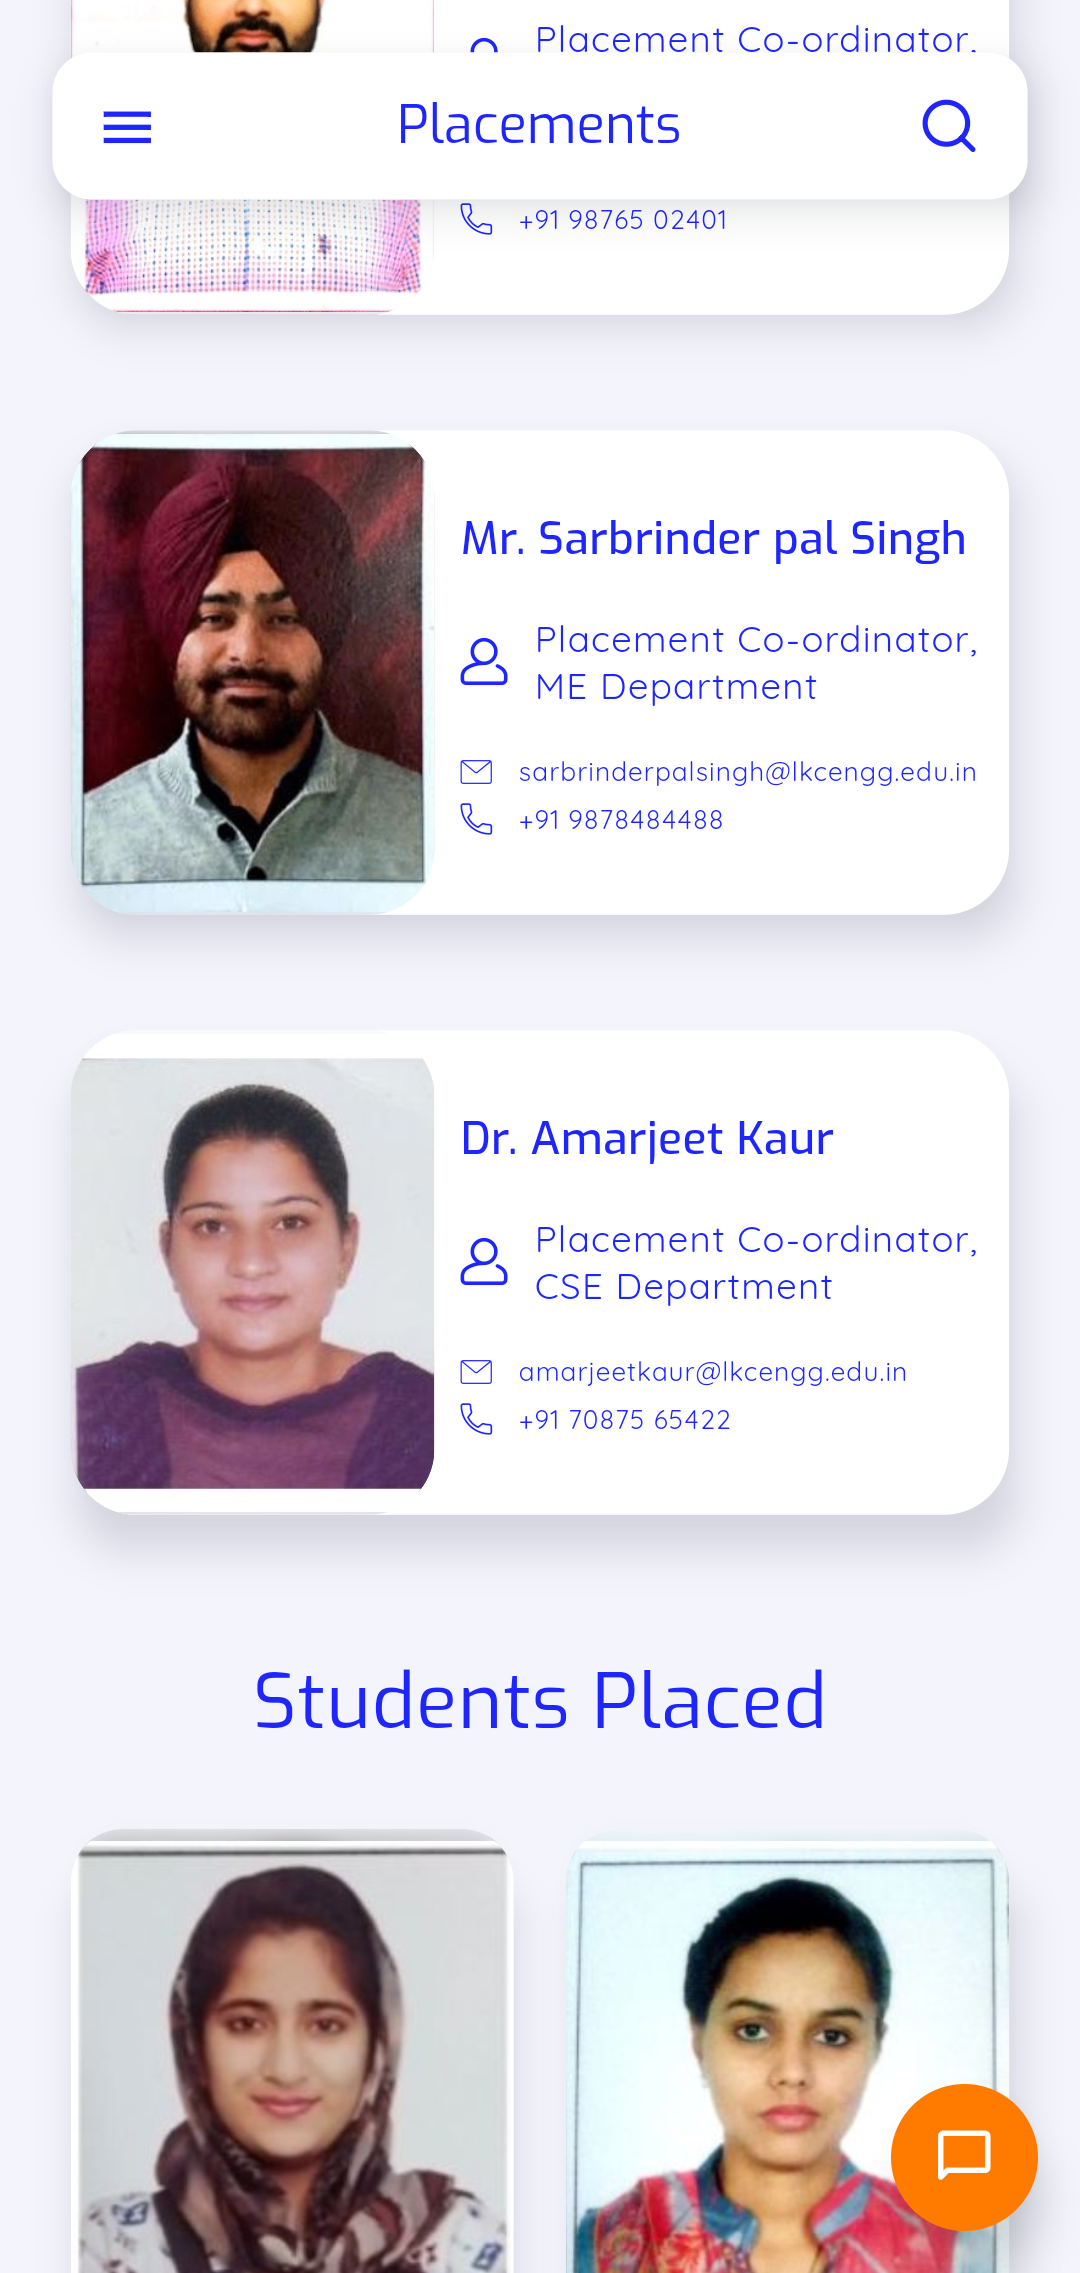 Placement Co-ordinator,
Placements
+91 98765 02401
Mr. Sarbrinder pal Singh
Placement Co-ordinator,
ME Department
sarbrinderpalsingh@lkcengg.edu.in
+91 9878484488
Dr. Amarjeet Kaur
Placement Co-ordinator,
CSE Department
amarjeetkaur@lkcengg.edu.in
+91 70875 65422
Students Placed